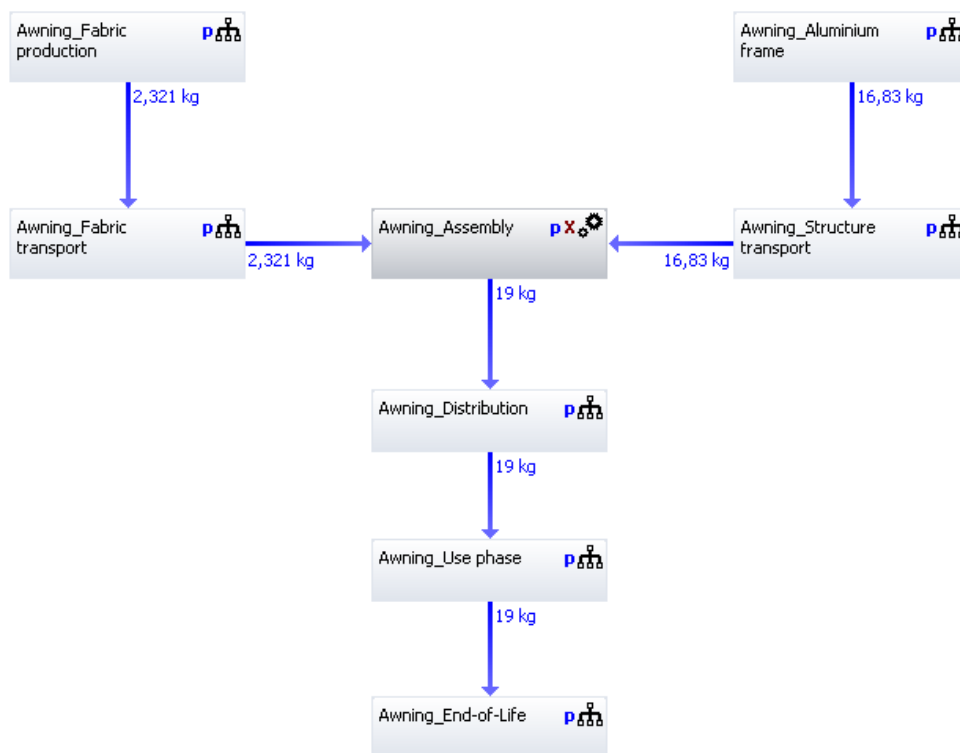 Awning_Fabric p
production
2,321 kg
Awning_Aluminium p
frame
16,83 kg
Awning_Fabric p
transport
2,321 kg
Awning_Assembly p X
16,83 kg
Awning_Structure p
transport
19 kg
Awning_Distribution p
19 kg
Awning_Use phase p
19 kg
Awning_End-of-Life p